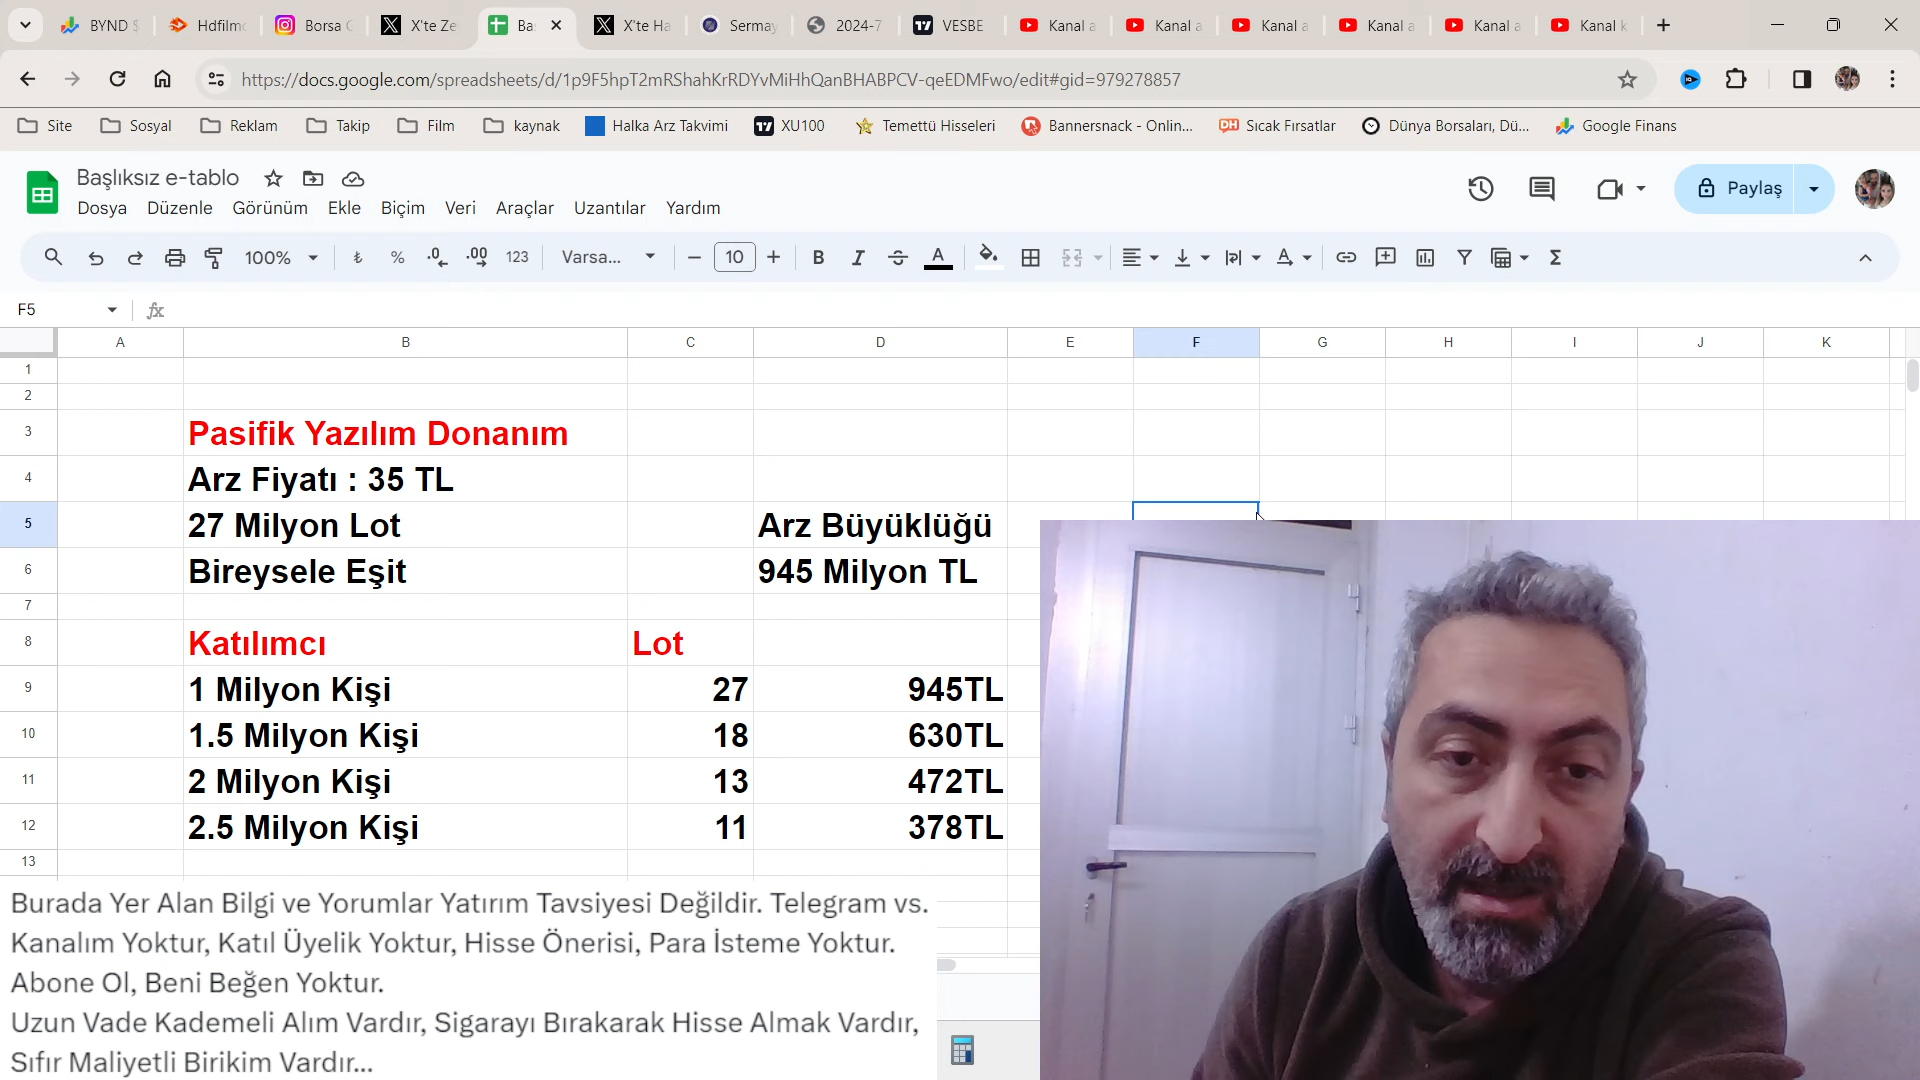 BYND $
Hdfilmc
Borsa G
X'te Ze
Ba
X'te Ha
Sermay
2024-7
VESBE
Kanal a
Kanal a
Kanal a
Kanal a
Kanal a
Kanal k
https://docs.google.com/spreadsheets/d/1p9F5hpT2mRShahKrRDYvMiHhQanBHABPCV-qeEDMFwo/edit#gid=979278857
Site
Sosyal
Reklam
Takip
Film
kaynak
Halka Arz Takvimi
XU100
Temettü Hisseleri
Bannersnack - Onlin...
Sıcak Fırsatlar
Dünya Borsaları, Dü...
Google Finans
Başlıksız e-tablo
Dosya Düzenle Görünüm Ekle Biçim Veri Araçlar Uzantılar Yardım
Paylaş
100% ₺ % .0 .00 123 Varsa... 10
F5
A B C D E F G H I J K
1
2
3 Pasifik Yazılım Donanım
4 Arz Fiyatı : 35 TL
5 27 Milyon Lot Arz Büyüklüğü
6 Bireysele Eşit 945 Milyon TL
7
8 Katılımcı Lot
9 1 Milyon Kişi 27 945TL
10 1.5 Milyon Kişi 18 630TL
11 2 Milyon Kişi 13 472TL
12 2.5 Milyon Kişi 11 378TL
13
Burada Yer Alan Bilgi ve Yorumlar Yatırım Tavsiyesi Değildir. Telegram vs.
Kanalım Yoktur, Katıl Üyelik Yoktur, Hisse Önerisi, Para İsteme Yoktur.
Abone Ol, Beni Beğen Yoktur.
Uzun Vade Kademeli Alım Vardır, Sigarayı Bırakarak Hisse Almak Vardır,
Sıfır Maliyetli Birikim Vardır...